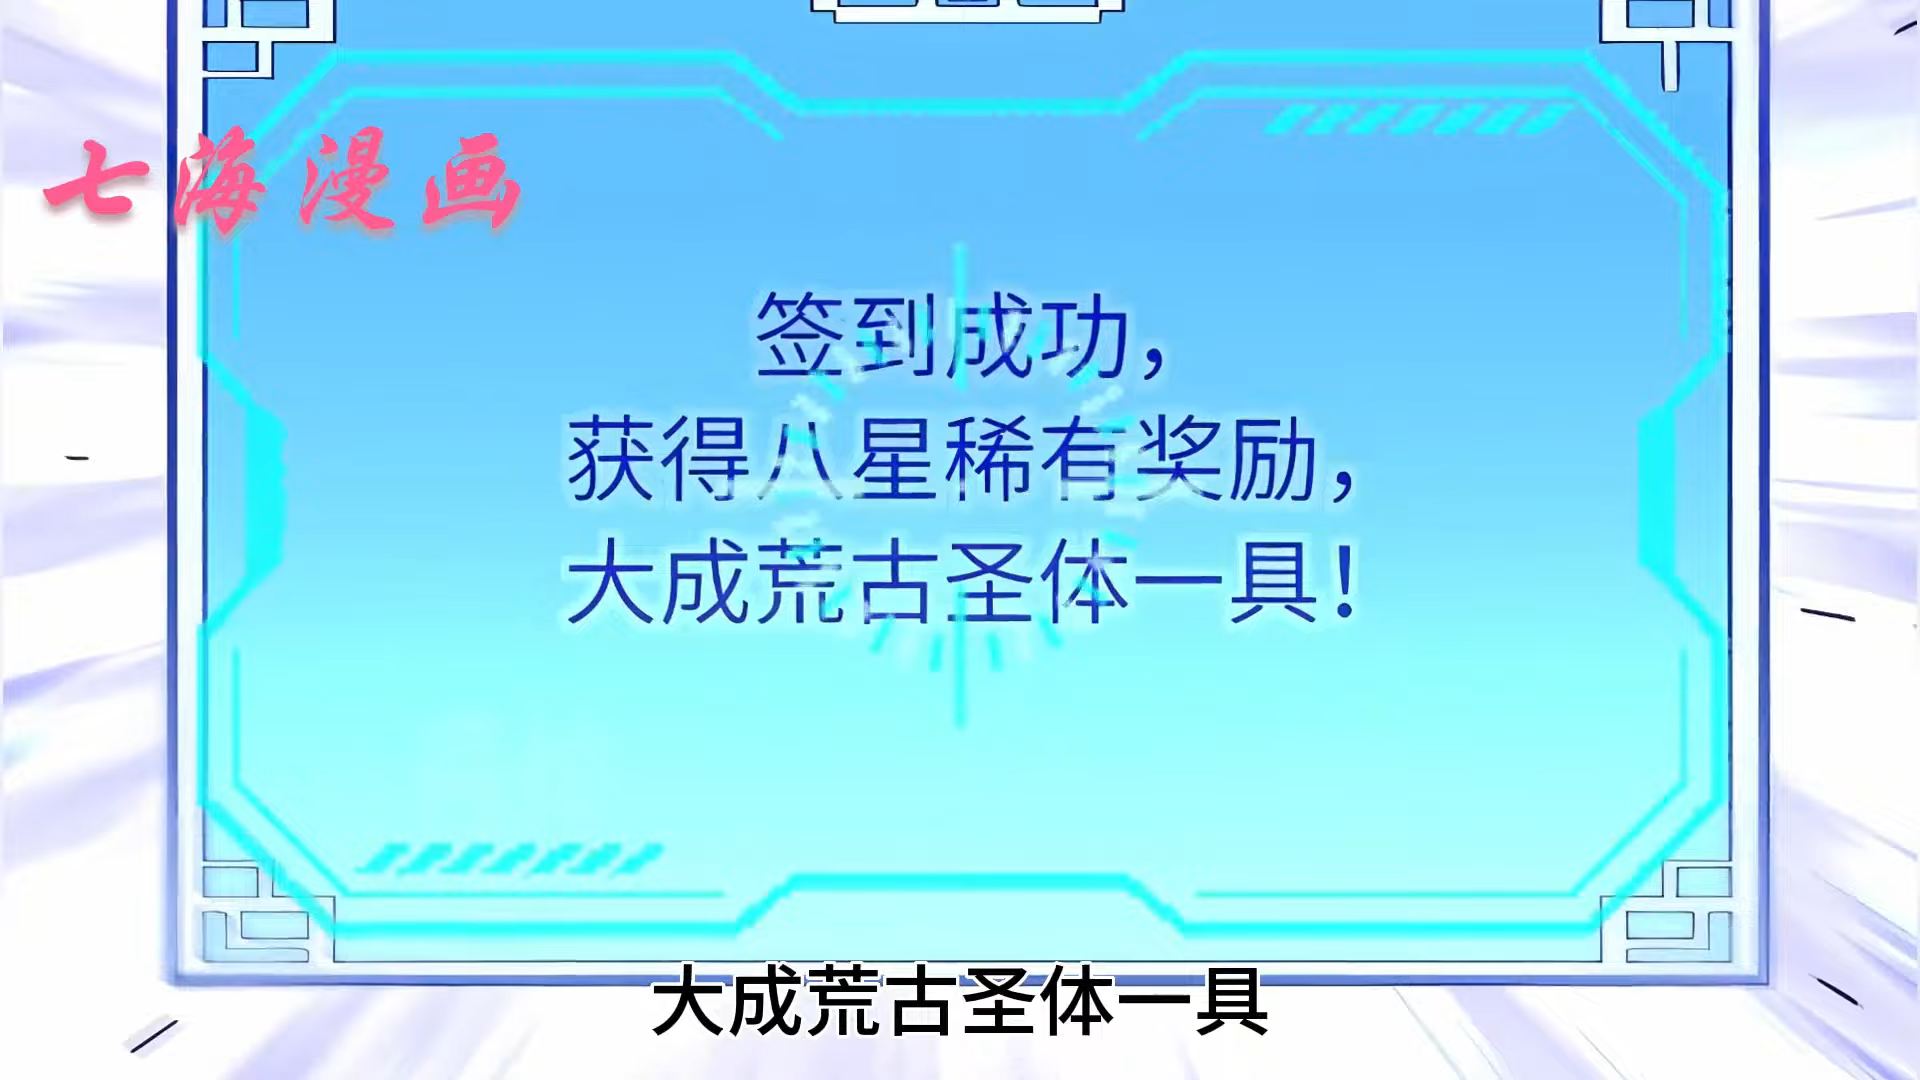 七海漫画
签到成功，
获得八星稀有奖励，
大成荒古圣体一具！
大成荒古圣体一具